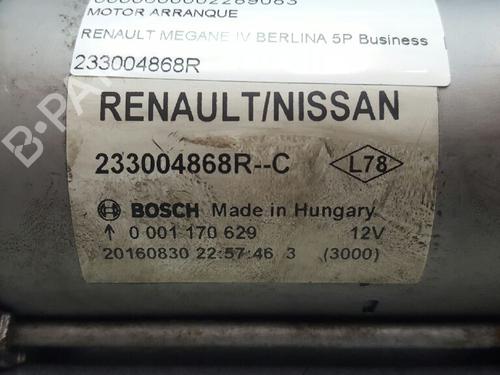 0000000002289083
MOTOR ARRANQUE
RENAULT MEGANE IV BERLINA 5P Business
233004868R
RENAULT/NISSAN
233004868R--C
L78
BOSCH Made in Hungary
↑ 0 001 170 629 12V
20160830 22:57:46 3 (3000)
B-PA